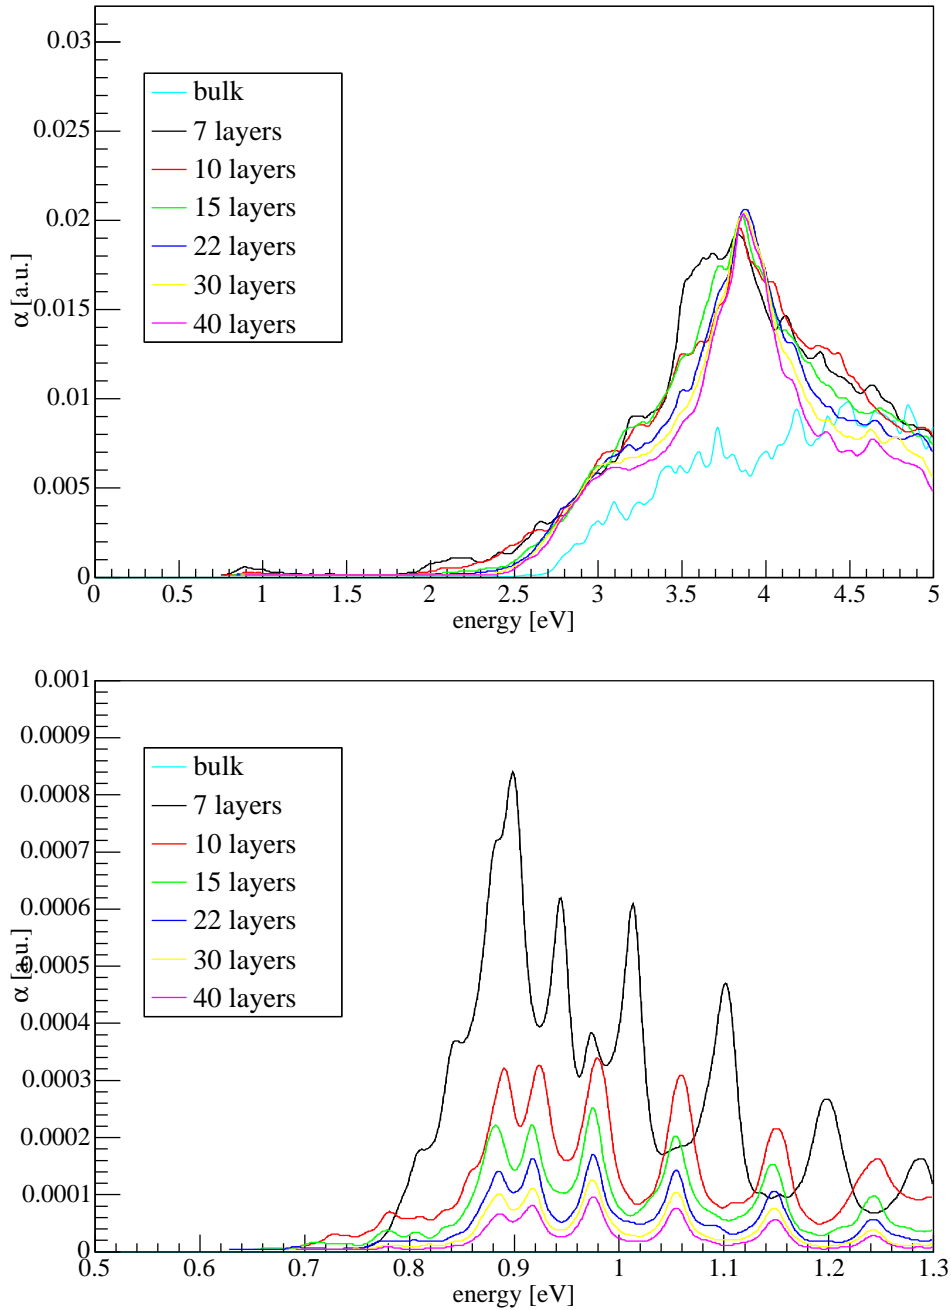 0.03
0.025
0.02
0.015
0.01
0.005
0
α [a.u.]
bulk
7 layers
10 layers
15 layers
22 layers
30 layers
40 layers
0 0.5 1 1.5 2 2.5 3 3.5 4 4.5 5
energy [eV]
0.001
0.0009
0.0008
0.0007
0.0006
0.0005
0.0004
0.0003
0.0002
0.0001
0
α [a.u.]
bulk
7 layers
10 layers
15 layers
22 layers
30 layers
40 layers
0.5 0.6 0.7 0.8 0.9 1 1.1 1.2 1.3
energy [eV]